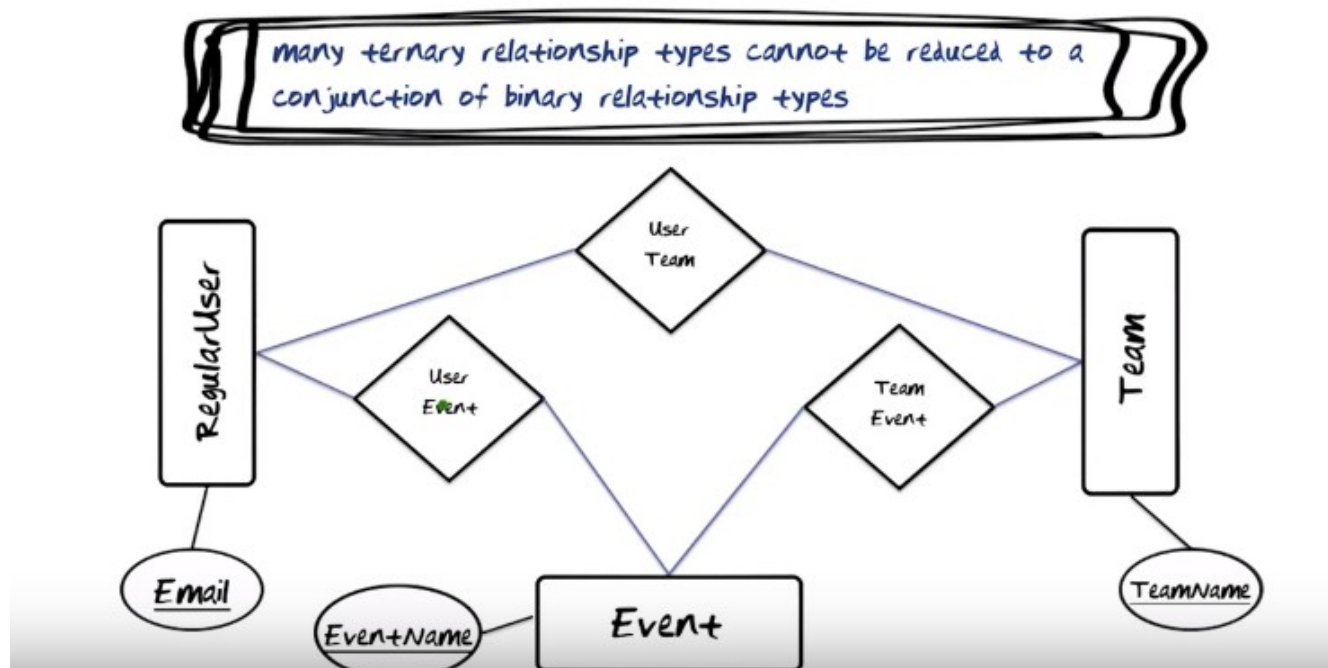 many ternary relationship types cannot be reduced to a
conjunction of binary relationship types
User
Team
RegularUser
User
Event
Team
Event
Team
Email
EventName
Event
TeamName